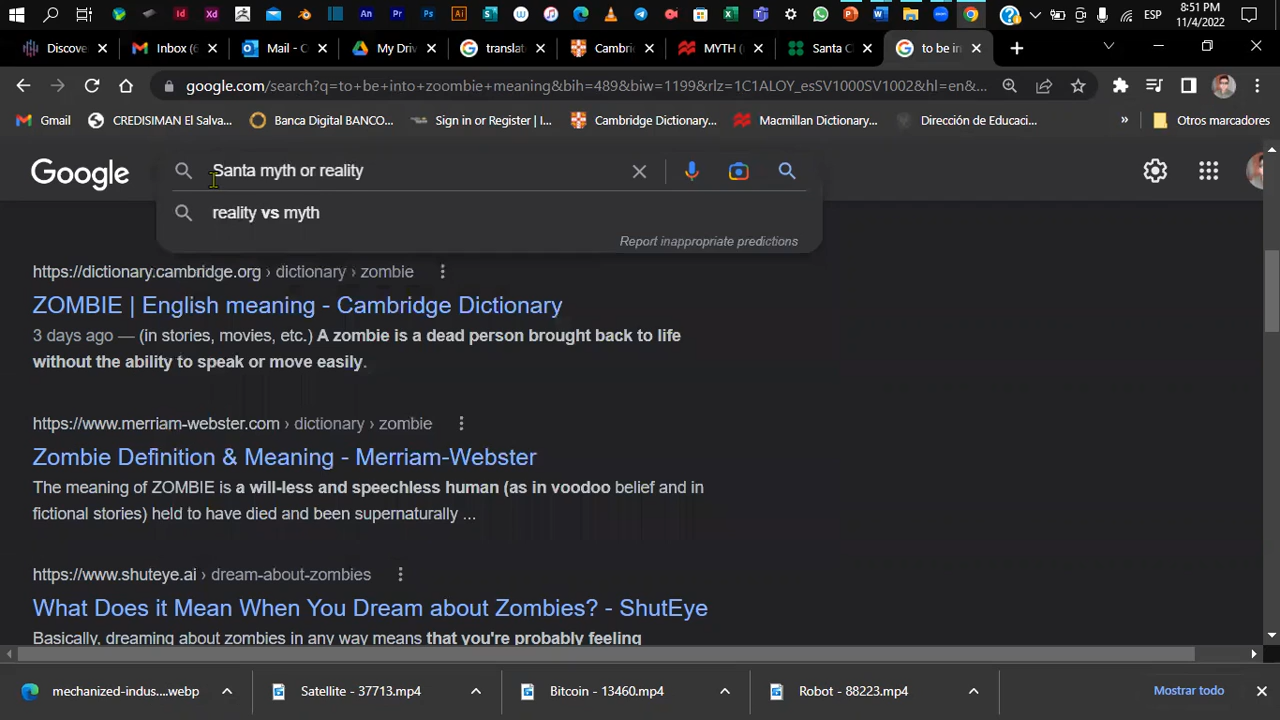 Id
Xd
An
Pr
Ps
Ai
ESP
8:51 PM
11/4/2022
Discove
Inbox (6
Mail - C
My Driv
translat
Cambri
MYTH (
Santa C
to be in
google.com/search?q=to+be+into+zoombie+meaning&bih=489&biw=1199&rlz=1C1ALOY_esSV1000SV1002&hl=en&...
Gmail
CREDISIMAN El Salva...
Banca Digital BANCO...
Sign in or Register | I...
Cambridge Dictionary...
Macmillan Dictionary...
Dirección de Educaci...
»
Otros marcadores
Google
Santa myth or reality
reality vs myth
Report inappropriate predictions
https://dictionary.cambridge.org › dictionary › zombie
ZOMBIE | English meaning - Cambridge Dictionary
3 days ago — (in stories, movies, etc.) A zombie is a dead person brought back to life
without the ability to speak or move easily.
https://www.merriam-webster.com › dictionary › zombie
Zombie Definition & Meaning - Merriam-Webster
The meaning of ZOMBIE is a will-less and speechless human (as in voodoo belief and in
fictional stories) held to have died and been supernaturally ...
https://www.shuteye.ai › dream-about-zombies
What Does it Mean When You Dream about Zombies? - ShutEye
Basically, dreaming about zombies in any way means that you're probably feeling
mechanized-indus....webp
Satellite - 37713.mp4
Bitcoin - 13460.mp4
Robot - 88223.mp4
Mostrar todo